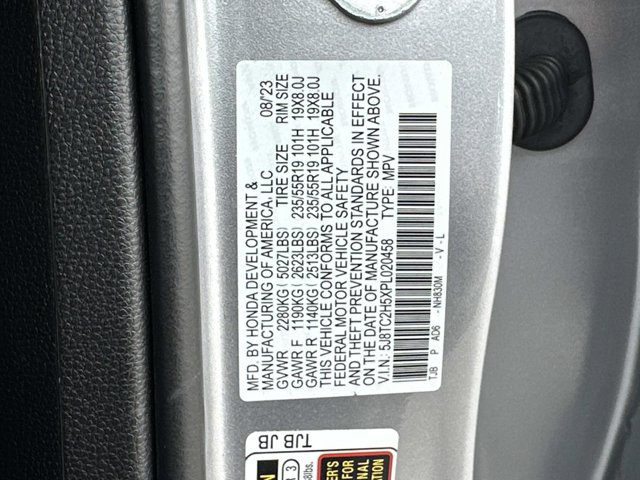 MFD. BY HONDA DEVELOPMENT &
MANUFACTURING OF AMERICA, LLC 08/23
GVWR 2280KG (5027LBS) TIRE SIZE RIM SIZE
GAWR F 1190KG (2623LBS) 235/55R19 101H 19X8.0J
GAWR R 1140KG (2513LBS) 235/55R19 101H 19X8.0J
THIS VEHICLE CONFORMS TO ALL APPLICABLE
FEDERAL MOTOR VEHICLE SAFETY
AND THEFT PREVENTION STANDARDS IN EFFECT
ON THE DATE OF MANUFACTURE SHOWN ABOVE.
V.I.N.: 5J8TC2H5XPL020458 TYPE: MPV
TJB P AD6 -NH830M -V-L
TJB JB